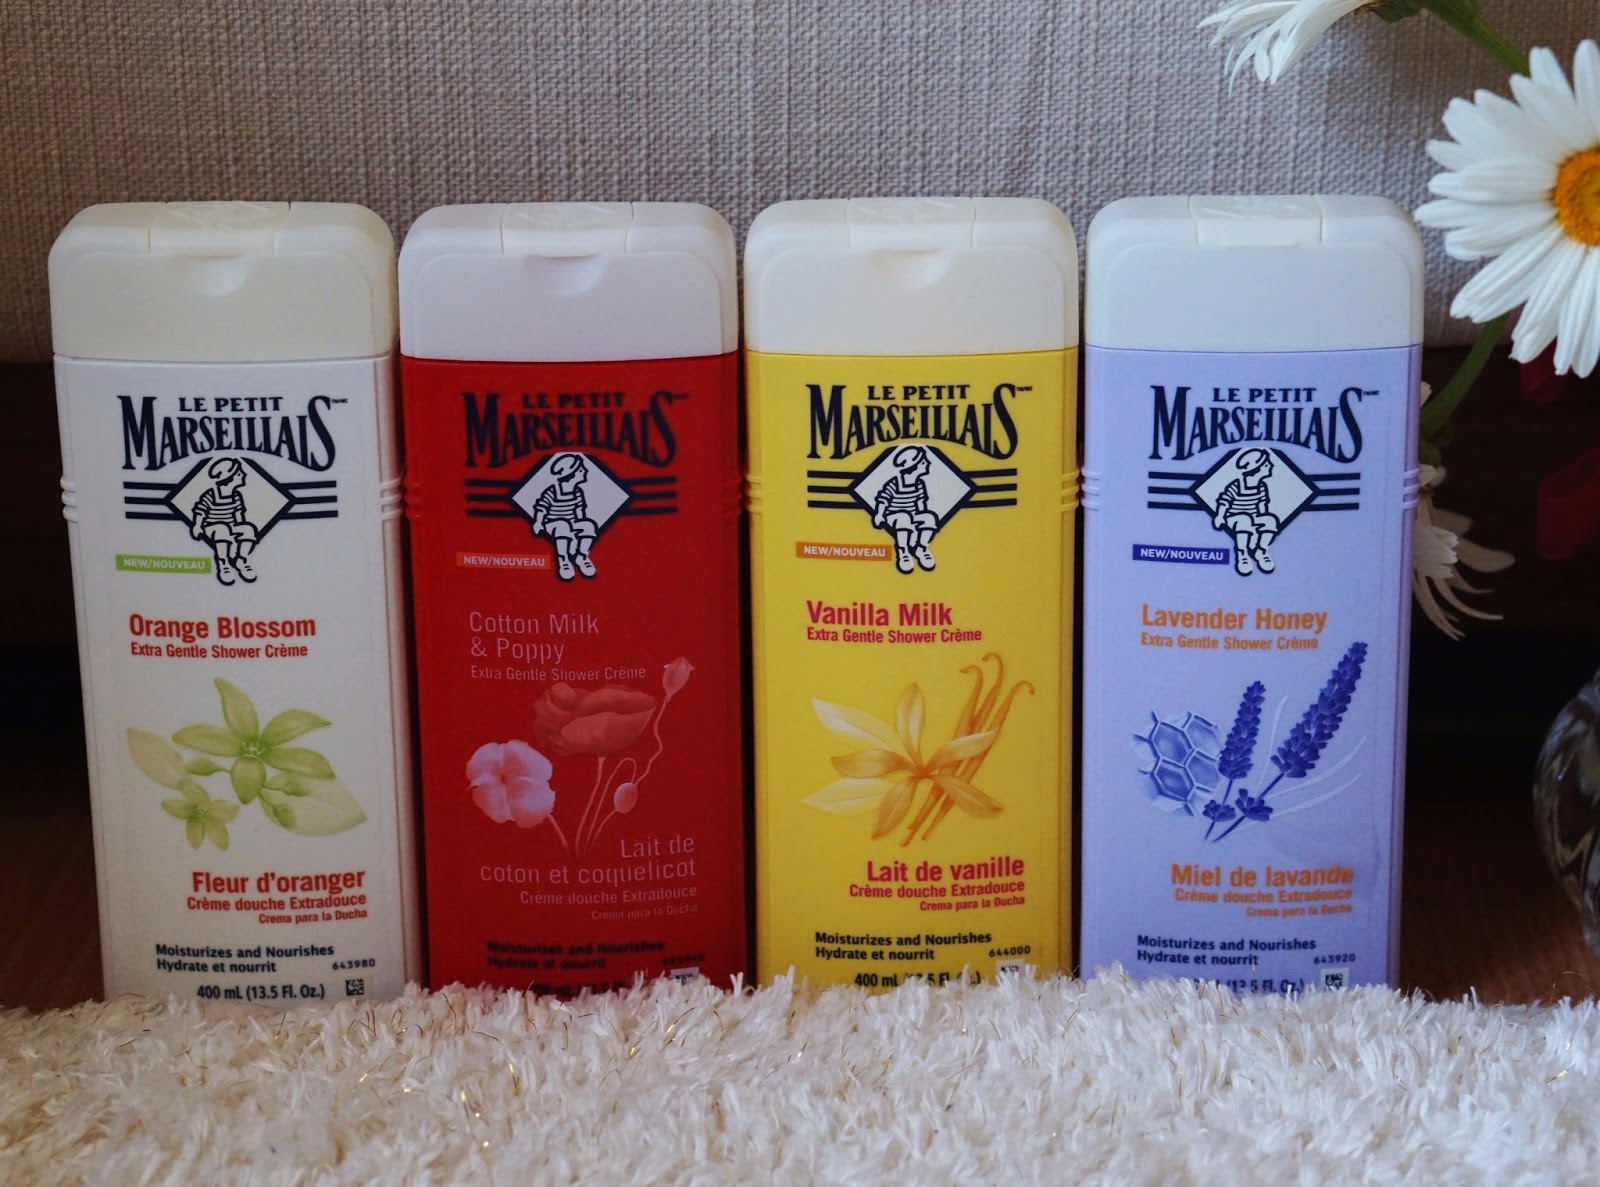 LE PETIT
MARSEILLAIS
NEW/NOUVEAU
Orange Blossom
Extra Gentle Shower Crème
Fleur d'oranger
Crème douche Extradouce
Crema para la Ducha
Moisturizes and Nourishes
Hydrate et nourrit 643980
400 mL (13.5 Fl. Oz.)
LE PETIT
MARSEILLAIS
NEW/NOUVEAU
Cotton Milk
& Poppy
Extra Gentle Shower Crème
Lait de
coton et coquelicot
Crème douche Extradouce
Crema para la Ducha
Moisturizes and Nourishes
Hydrate et nourrit
LE PETIT
MARSEILLAIS
NEW/NOUVEAU
Vanilla Milk
Extra Gentle Shower Crème
Lait de vanille
Crème douche Extradouce
Crema para la Ducha
Moisturizes and Nourishes
Hydrate et nourrit 644000
400 mL
LE PETIT
MARSEILLAIS
NEW/NOUVEAU
Lavender Honey
Extra Gentle Shower Crème
Miel de lavande
Crème douche Extradouce
Crema para la Ducha
Moisturizes and Nourishes
Hydrate et nourrit 643920
(13.5 Fl. Oz.)